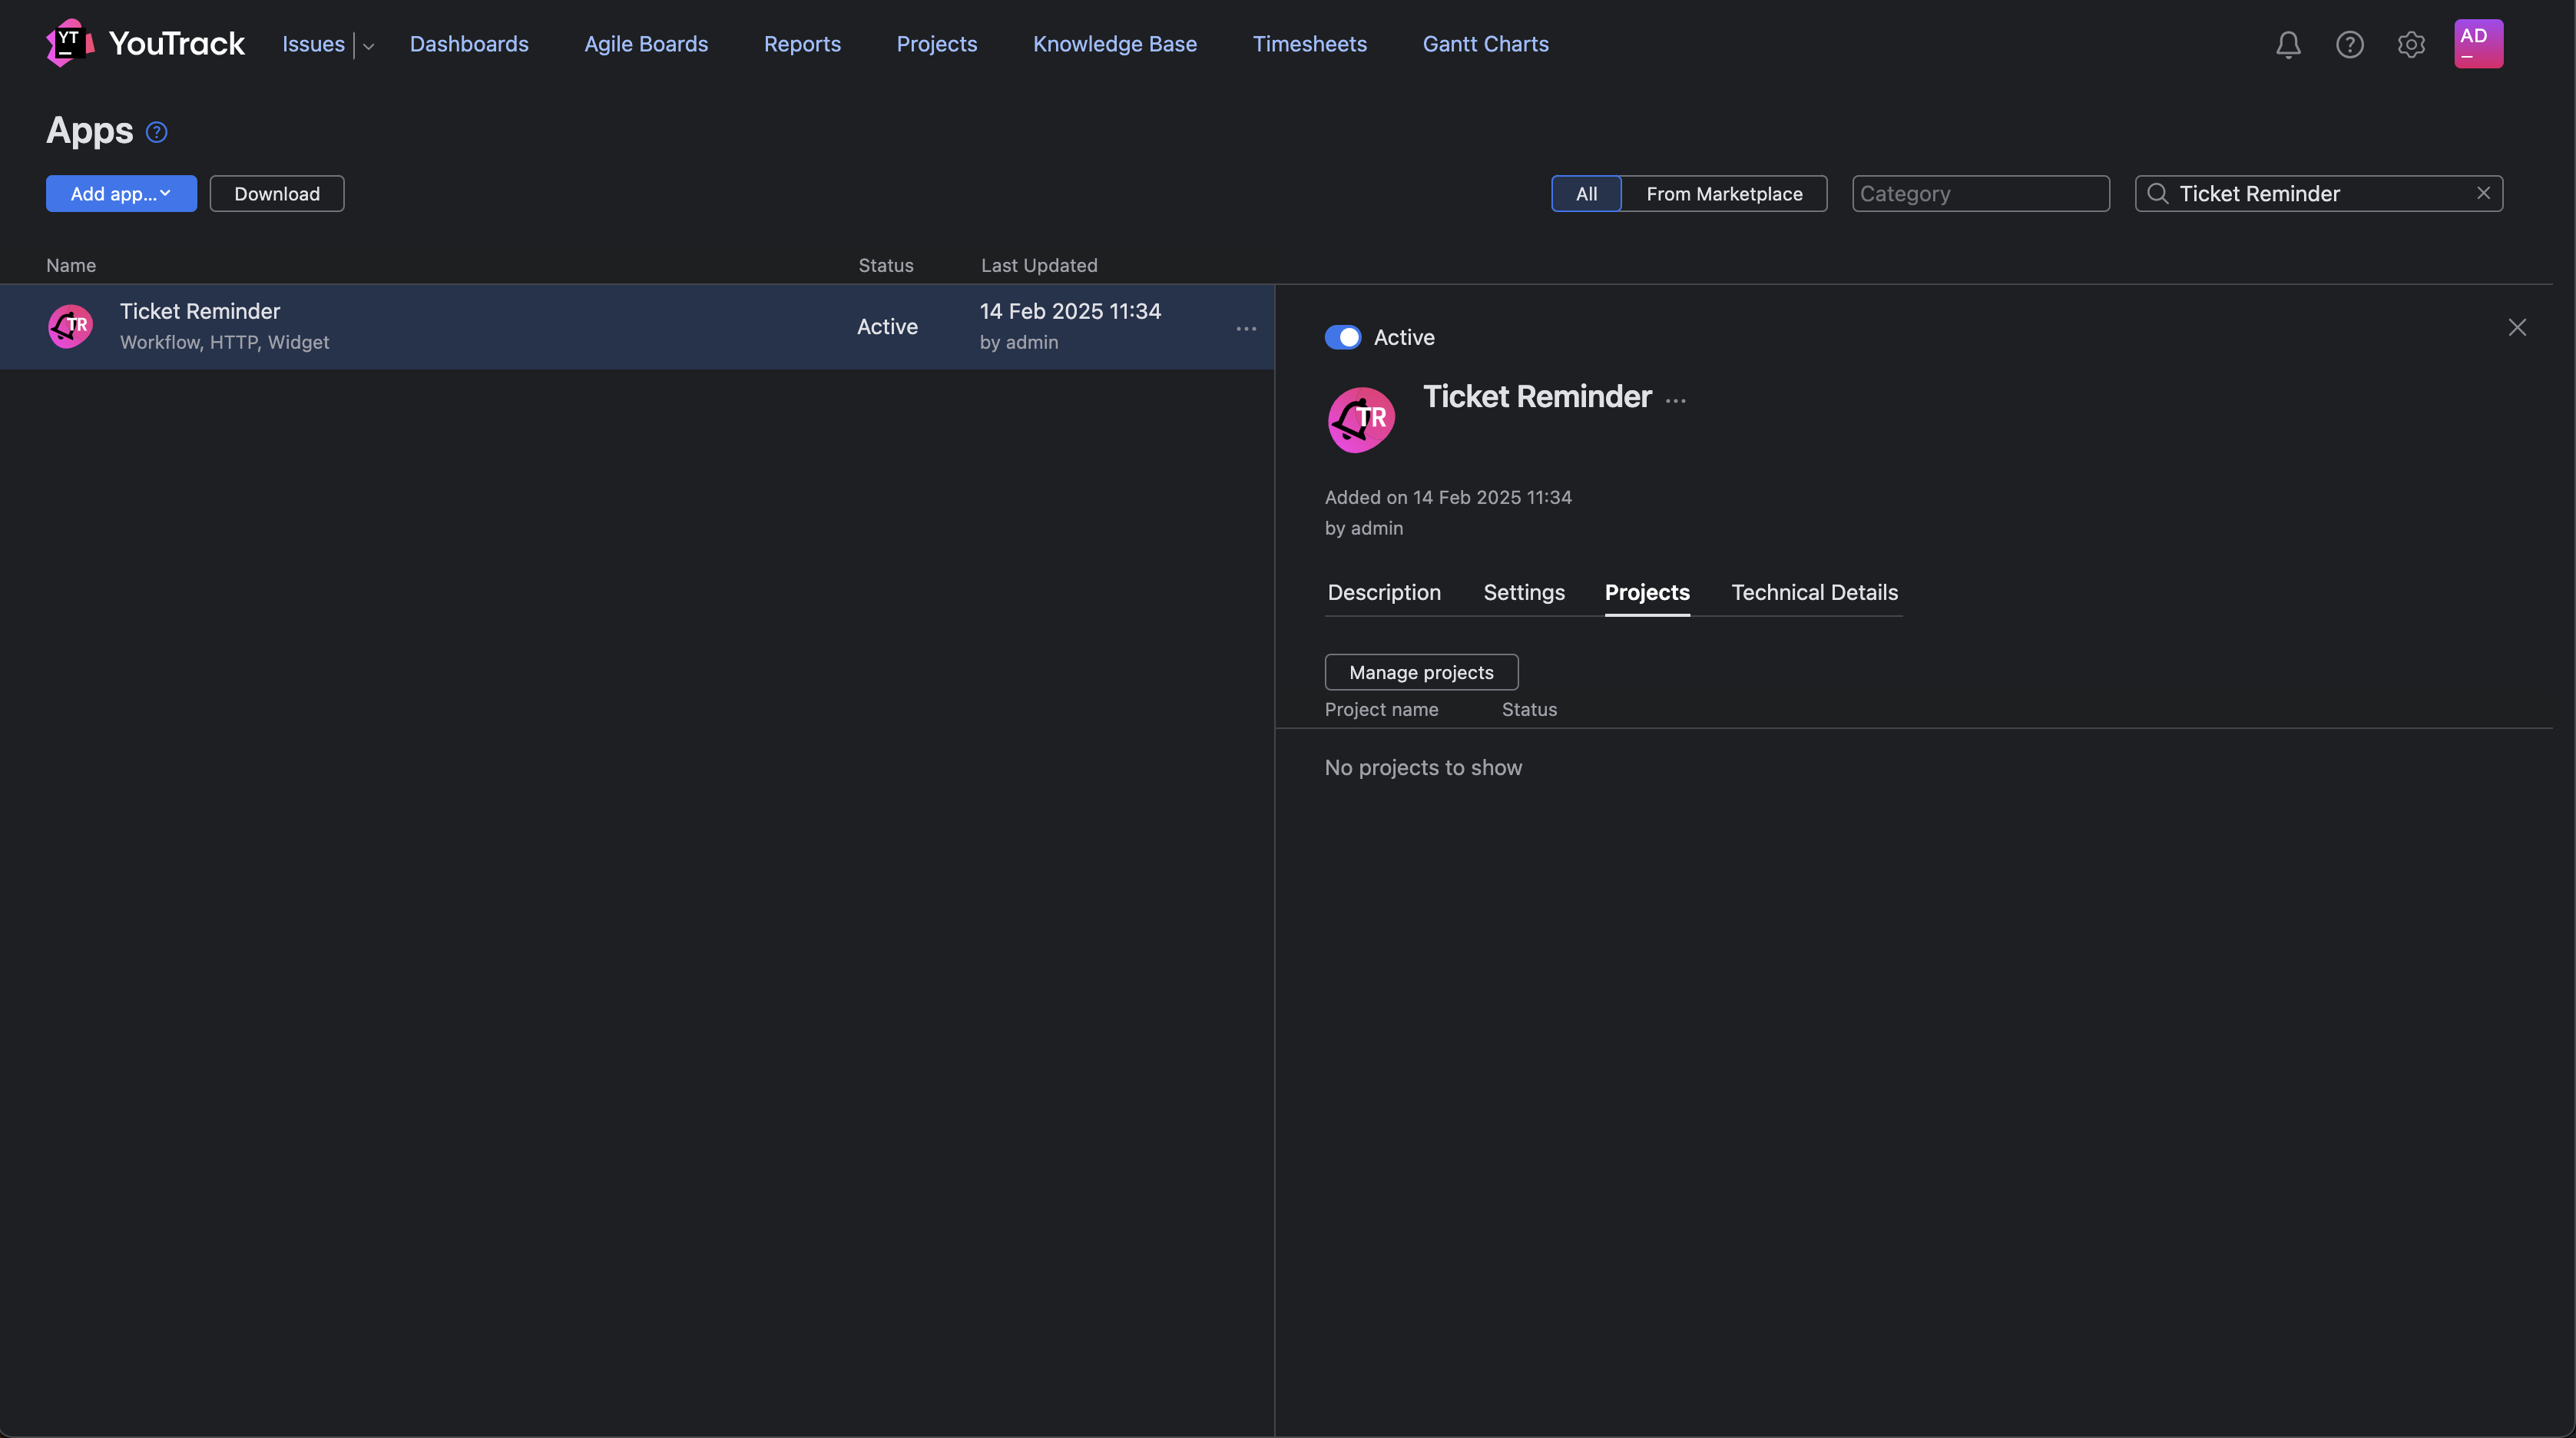 YT YouTrack Issues Dashboards Agile Boards Reports Projects Knowledge Base Timesheets Gantt Charts ? AD
Apps ?
Add app... Download All From Marketplace Category Ticket Reminder
Name Status Last Updated
TR Ticket Reminder Active 14 Feb 2025 11:34
Workflow, HTTP, Widget by admin
Active
TR Ticket Reminder ...
Added on 14 Feb 2025 11:34
by admin
Description Settings Projects Technical Details
Manage projects
Project name Status
No projects to show